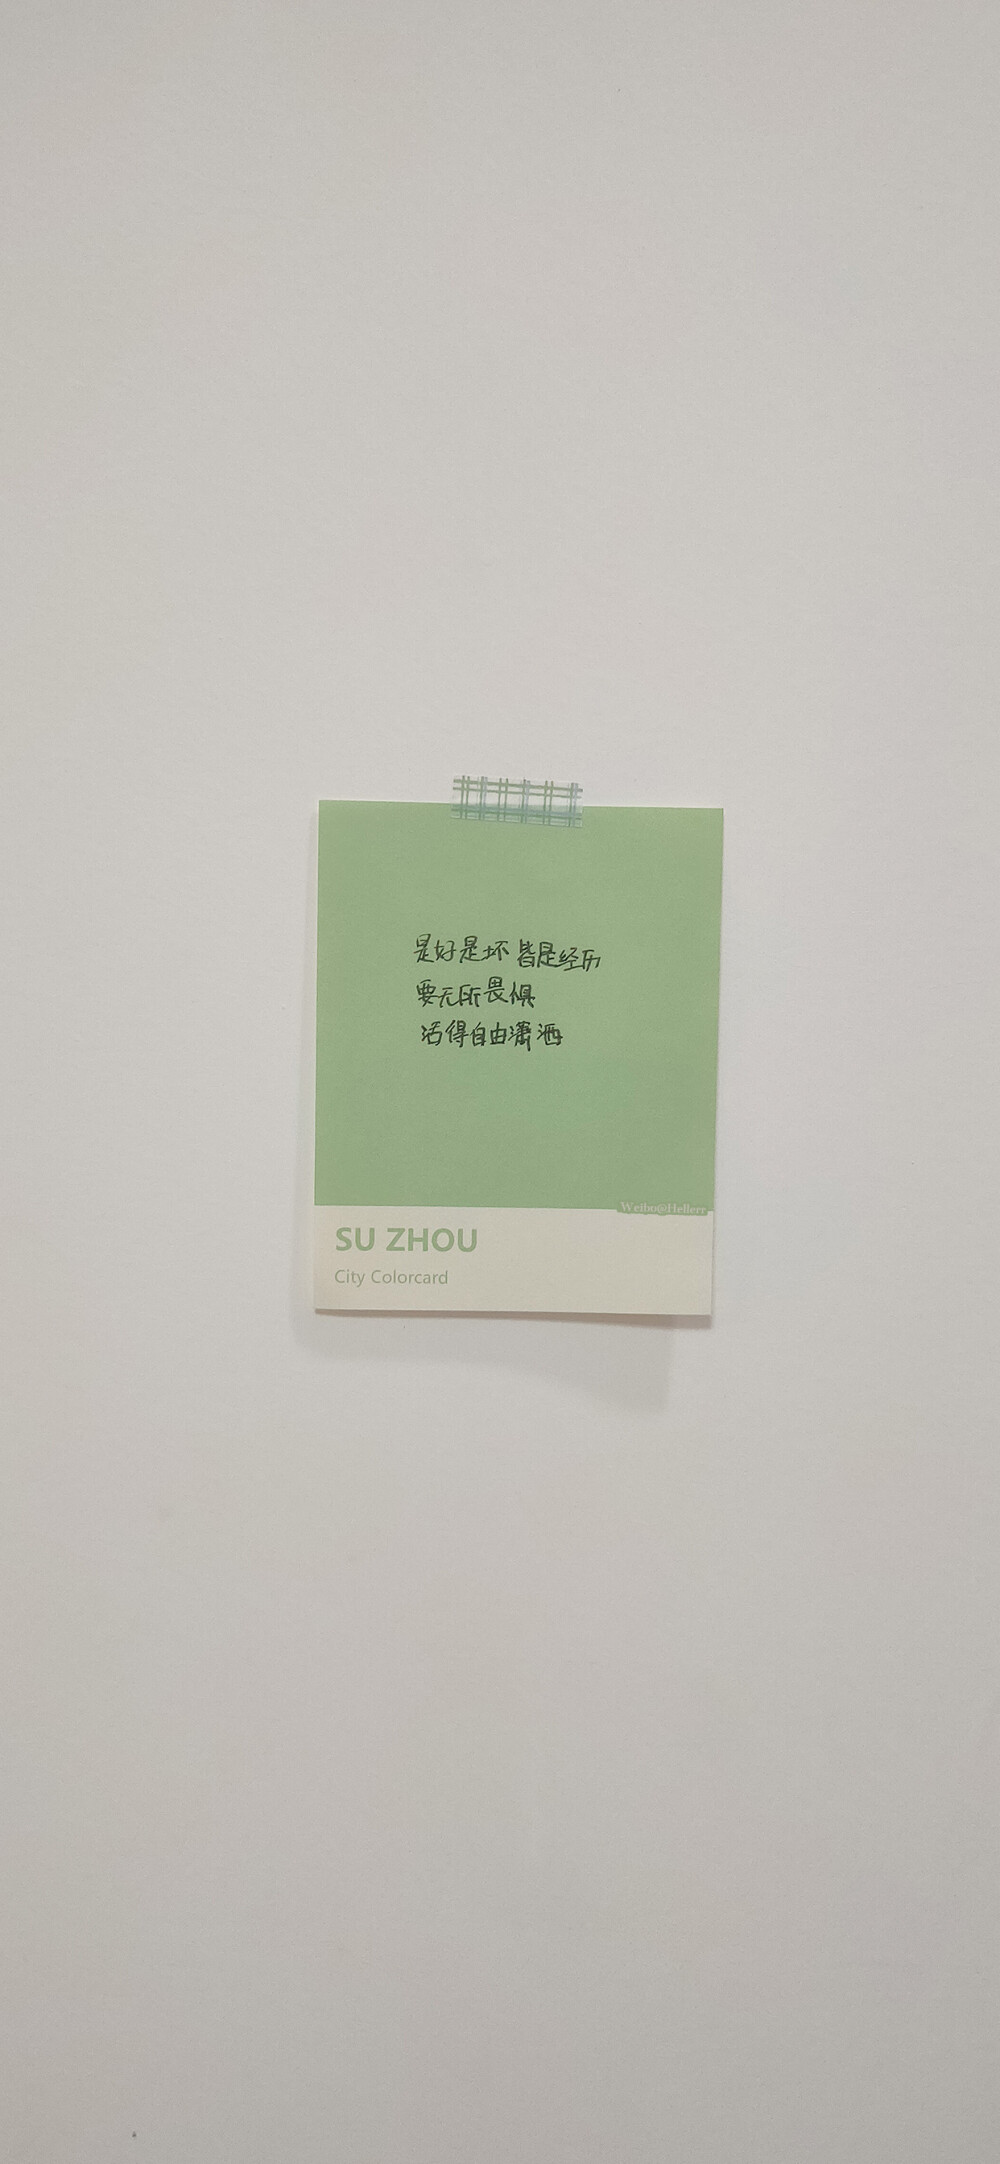 是好是坏 皆是经历
要无所畏惧
活得自由潇洒
Weibo@Hellerr
SU ZHOU
City Colorcard